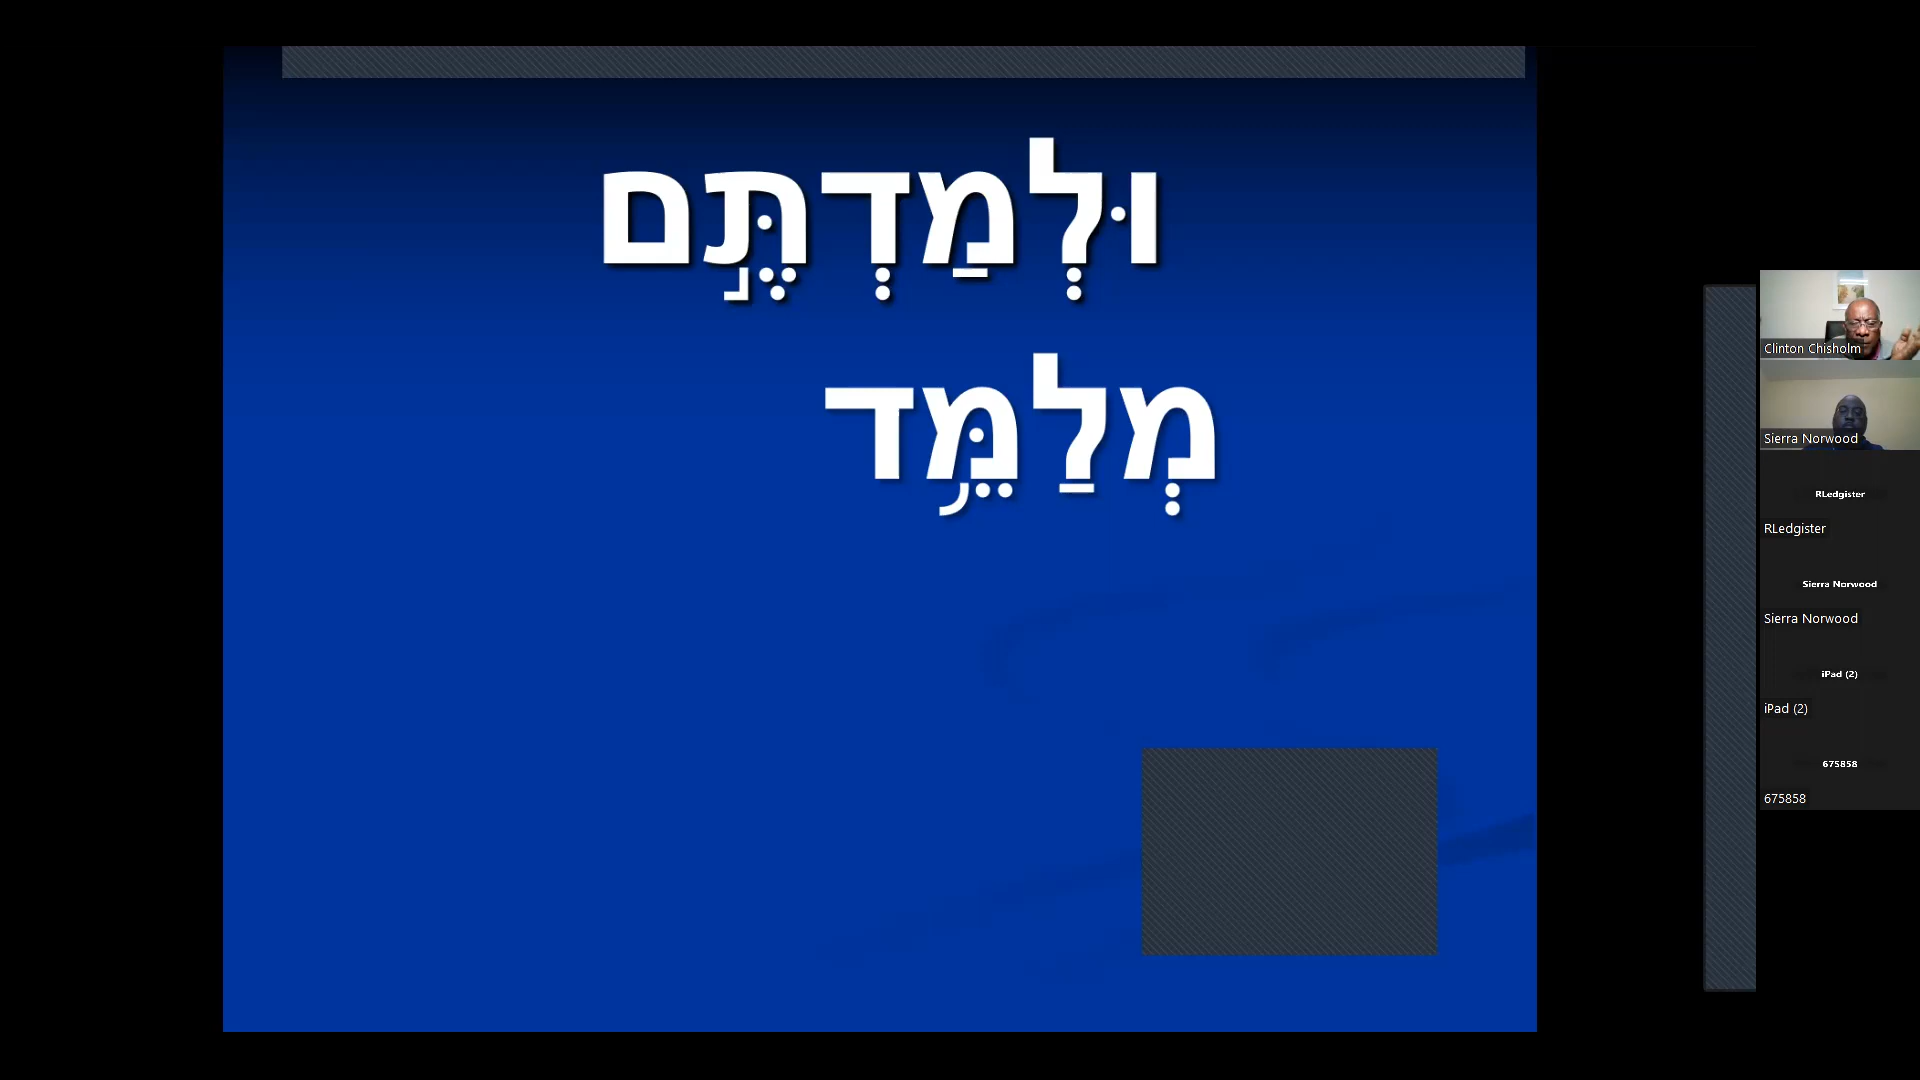 וּלְמַדְתֶּ֥ם
מְלַמֵּ֥ד
Clinton Chisholm
Sierra Norwood
RLedgister
RLedgister
Sierra Norwood
Sierra Norwood
iPad (2)
iPad (2)
675858
675858